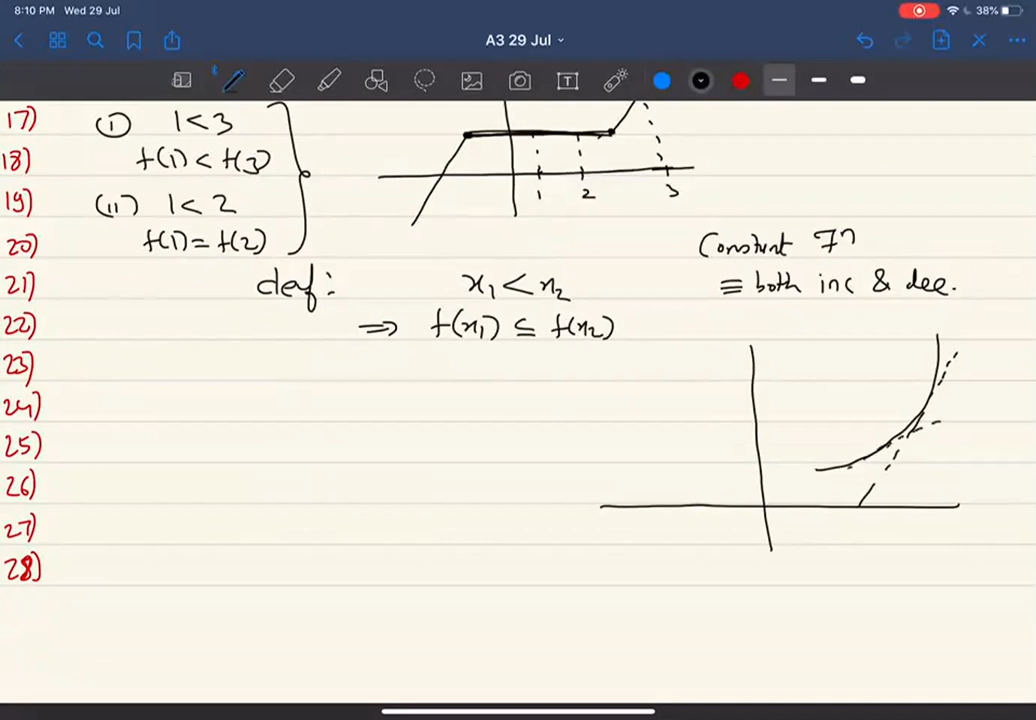 8:10 PM Wed 29 Jul
38%
A3 29 Jul
17) (i) 1 < 3
18) f(1) < f(3)
19) (ii) 1 < 2
20) f(1) = f(2)
1 2 3
Constant Fn
≡ both inc & dec.
21) def: x₁ < x₂
22) ⇒ f(x₁) ≤ f(x₂)
23)
24)
25)
26)
27)
28)